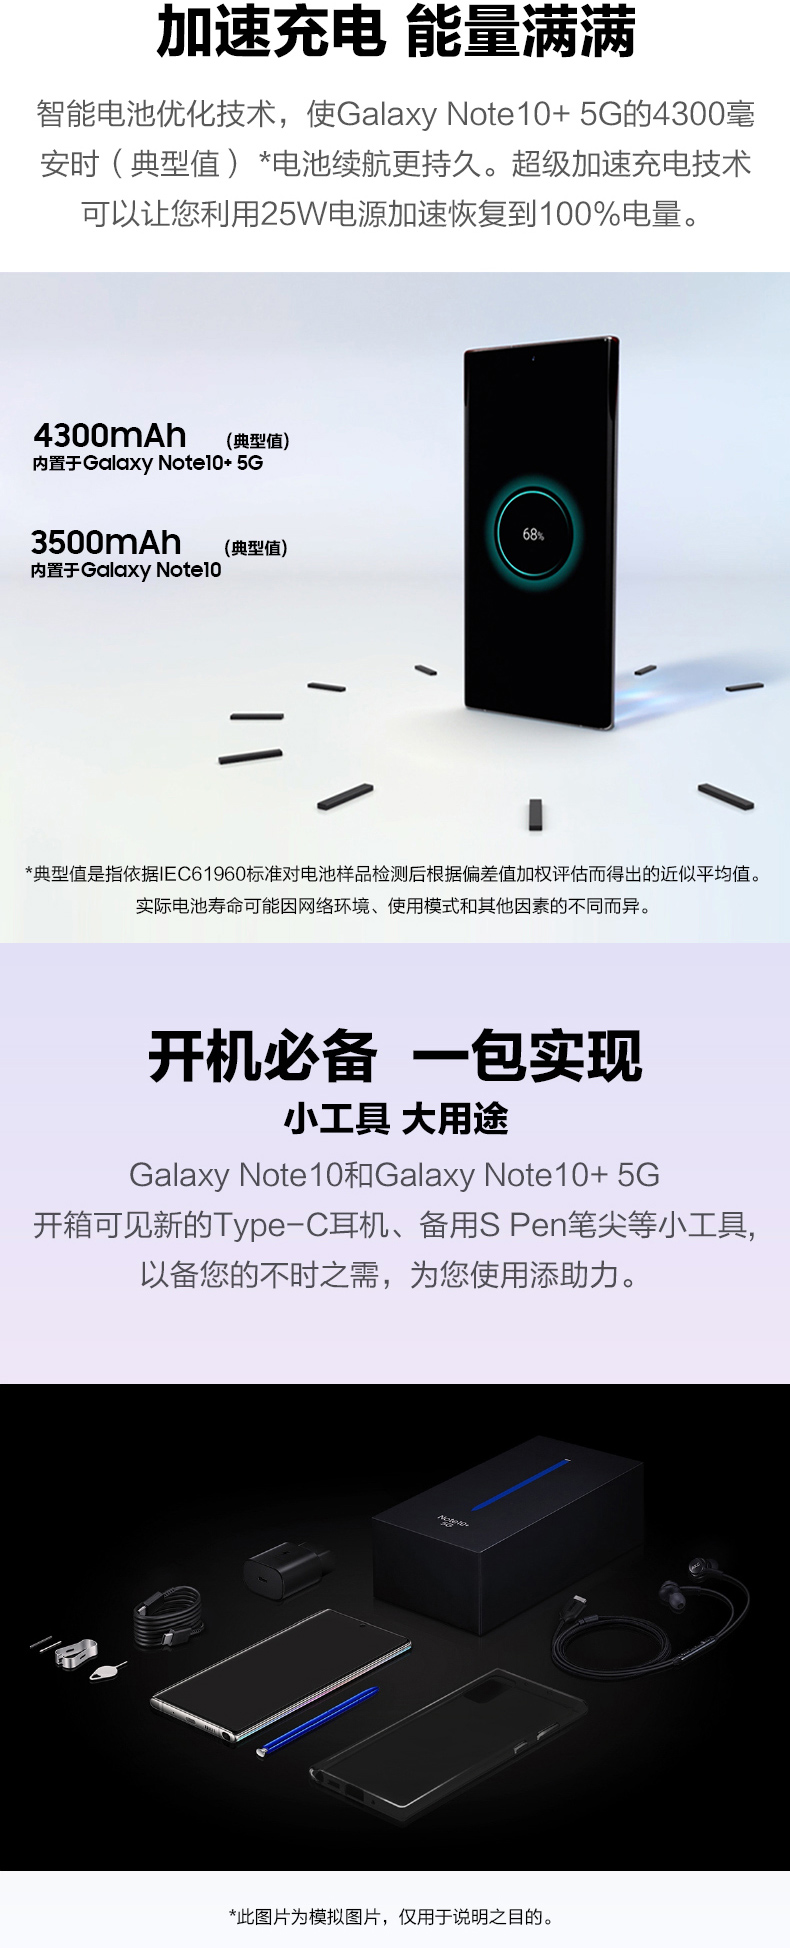 加速充电 能量满满
智能电池优化技术，使Galaxy Note10+ 5G的4300毫
安时（典型值）*电池续航更持久。超级加速充电技术
可以让您利用25W电源加速恢复到100%电量。
4300mAh (典型值)
内置于Galaxy Note10+ 5G
68%
3500mAh (典型值)
内置于Galaxy Note10
*典型值是指依据IEC61960标准对电池样品检测后根据偏差值加权评估而得出的近似平均值。
实际电池寿命可能因网络环境、使用模式和其他因素的不同而异。
开机必备 一包实现
小工具 大用途
Galaxy Note10和Galaxy Note10+ 5G
开箱可见新的Type-C耳机、备用S Pen笔尖等小工具,
以备您的不时之需，为您使用添助力。
Note10+
5G
*此图片为模拟图片，仅用于说明之目的。